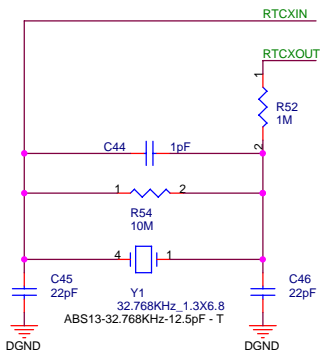 RTCXIN
RTCXOUT
1
R52
1M
2
C44 1pF
1 2
R54
10M
4 1
C45
22pF
Y1
32.768kHz_1.3X6.8
ABS13-32.768kHz-12.5pF - T
C46
22pF
DGND DGND